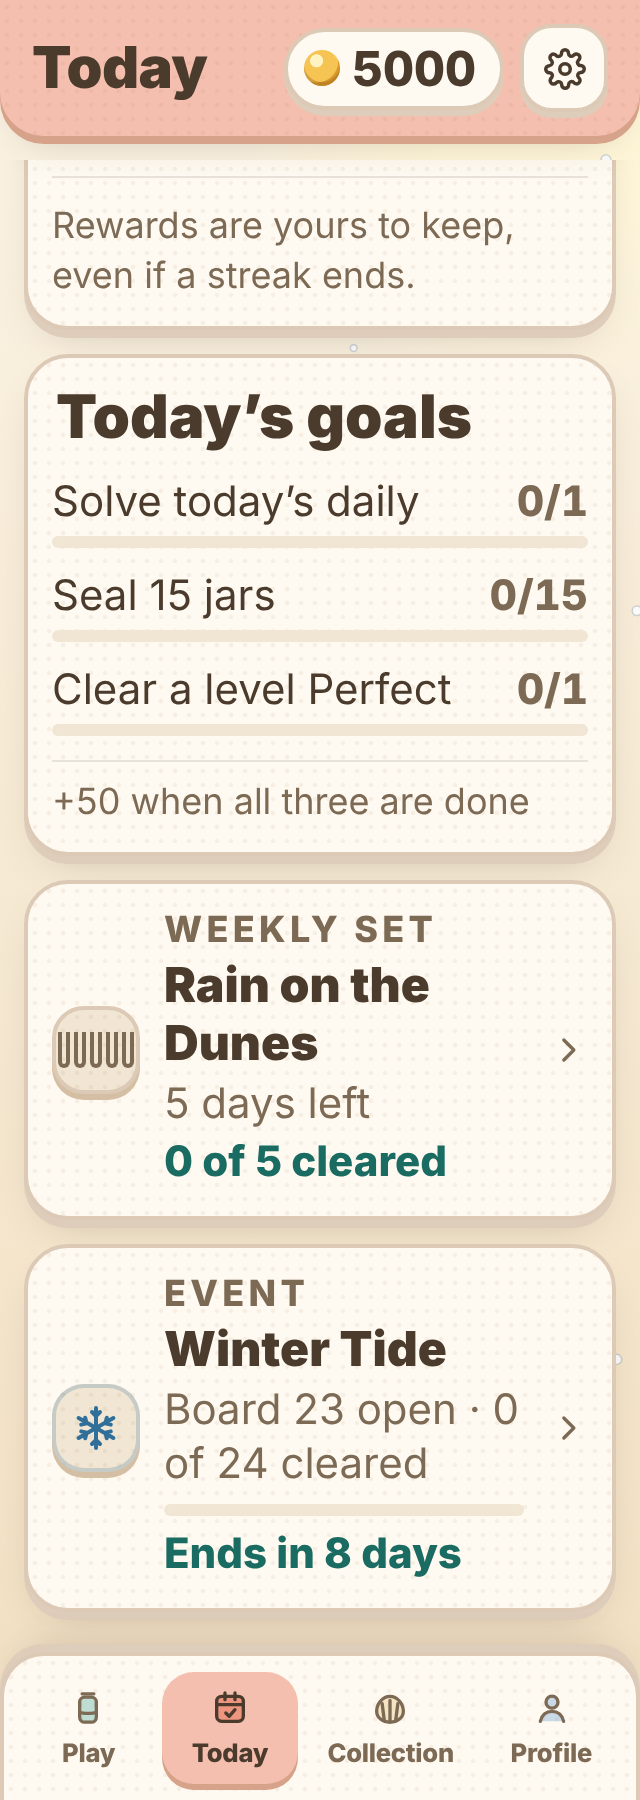 Today
5000
Rewards are yours to keep,
even if a streak ends.
Today’s goals
Solve today’s daily 0/1
Seal 15 jars 0/15
Clear a level Perfect 0/1
+50 when all three are done
WEEKLY SET
Rain on the
Dunes
5 days left
0 of 5 cleared
EVENT
Winter Tide
Board 23 open · 0
of 24 cleared
Ends in 8 days
Play Today Collection Profile